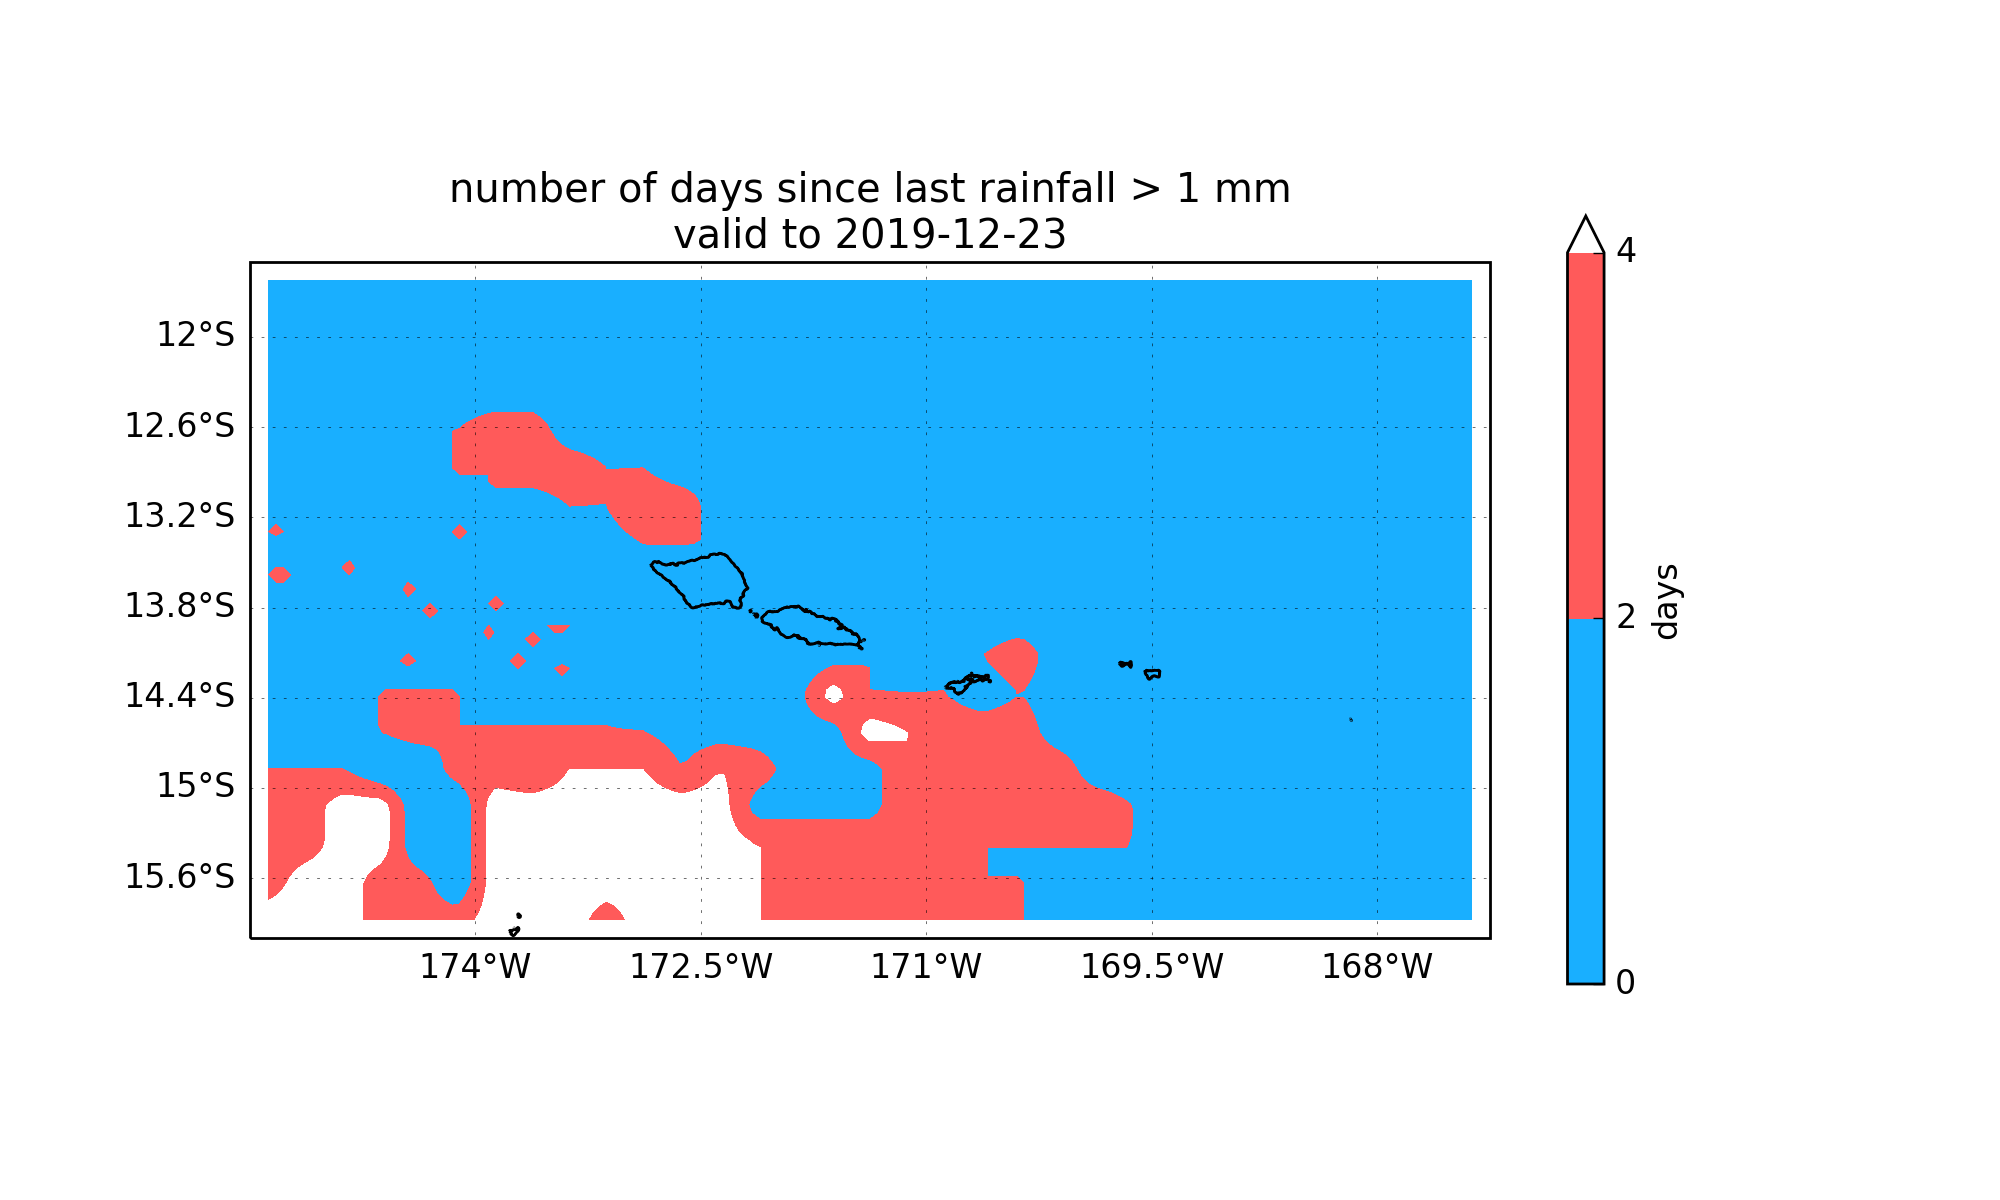 number of days since last rainfall > 1 mm
valid to 2019-12-23
12°S
12.6°S
13.2°S
13.8°S
14.4°S
15°S
15.6°S
174°W 172.5°W 171°W 169.5°W 168°W
4
2
0
days